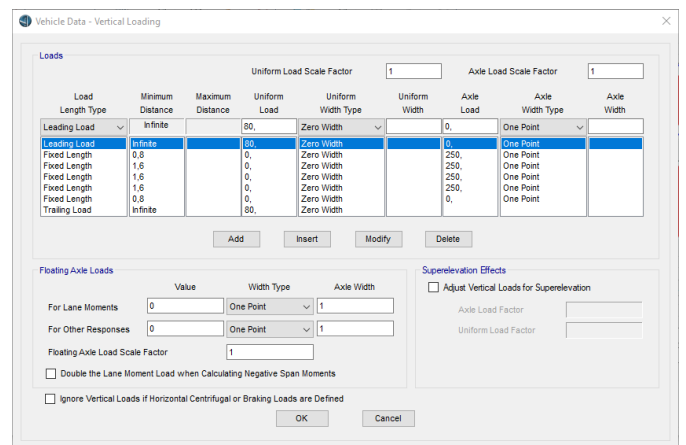 Vehicle Data - Vertical Loading
Loads
Uniform Load Scale Factor 1 Axle Load Scale Factor 1
Load Minimum Maximum Uniform Uniform Uniform Axle Axle Axle
Length Type Distance Distance Load Width Type Width Load Width Type Width
Leading Load Infinite 80, Zero Width 0, One Point
Leading Load Infinite 80, Zero Width 0, One Point
Fixed Length 0,8 0, Zero Width 250, One Point
Fixed Length 1,6 0, Zero Width 250, One Point
Fixed Length 1,6 0, Zero Width 250, One Point
Fixed Length 1,6 0, Zero Width 250, One Point
Fixed Length 0,8 0, Zero Width 0, One Point
Trailing Load Infinite 80, Zero Width
Add Insert Modify Delete
Floating Axle Loads
Value Width Type Axle Width
For Lane Moments 0 One Point 1
For Other Responses 0 One Point 1
Floating Axle Load Scale Factor 1
Double the Lane Moment Load when Calculating Negative Span Moments
Superelevation Effects
Adjust Vertical Loads for Superelevation
Axle Load Factor
Uniform Load Factor
Ignore Vertical Loads if Horizontal Centrifugal or Braking Loads are Defined
OK Cancel